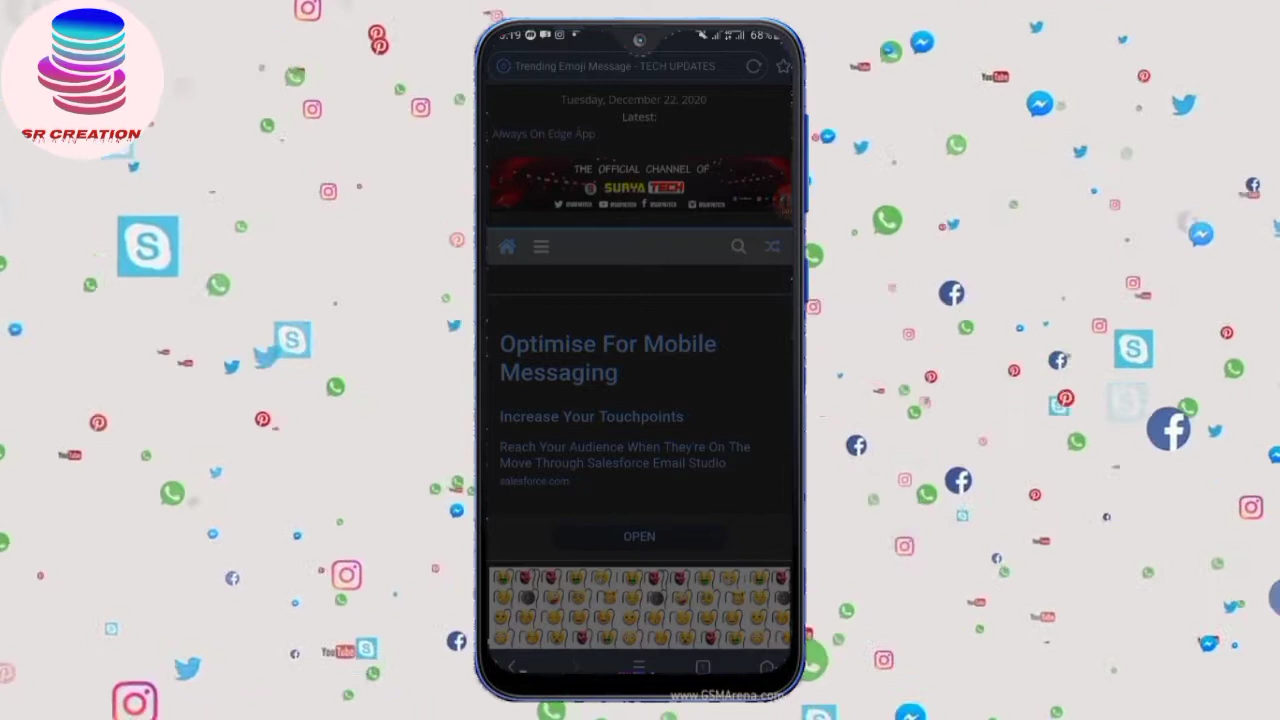 SR CREATION
68%
Trending Emoji Message - TECH UPDATES
Tuesday, December 22, 2020
Latest:
Always On Edge App
THE OFFICIAL CHANNEL OF
SURYA TECH
Optimise For Mobile
Messaging
Increase Your Touchpoints
Reach Your Audience When They're On The
Move Through Salesforce Email Studio
salesforce.com
OPEN
www.GSMArena.com
YouTube